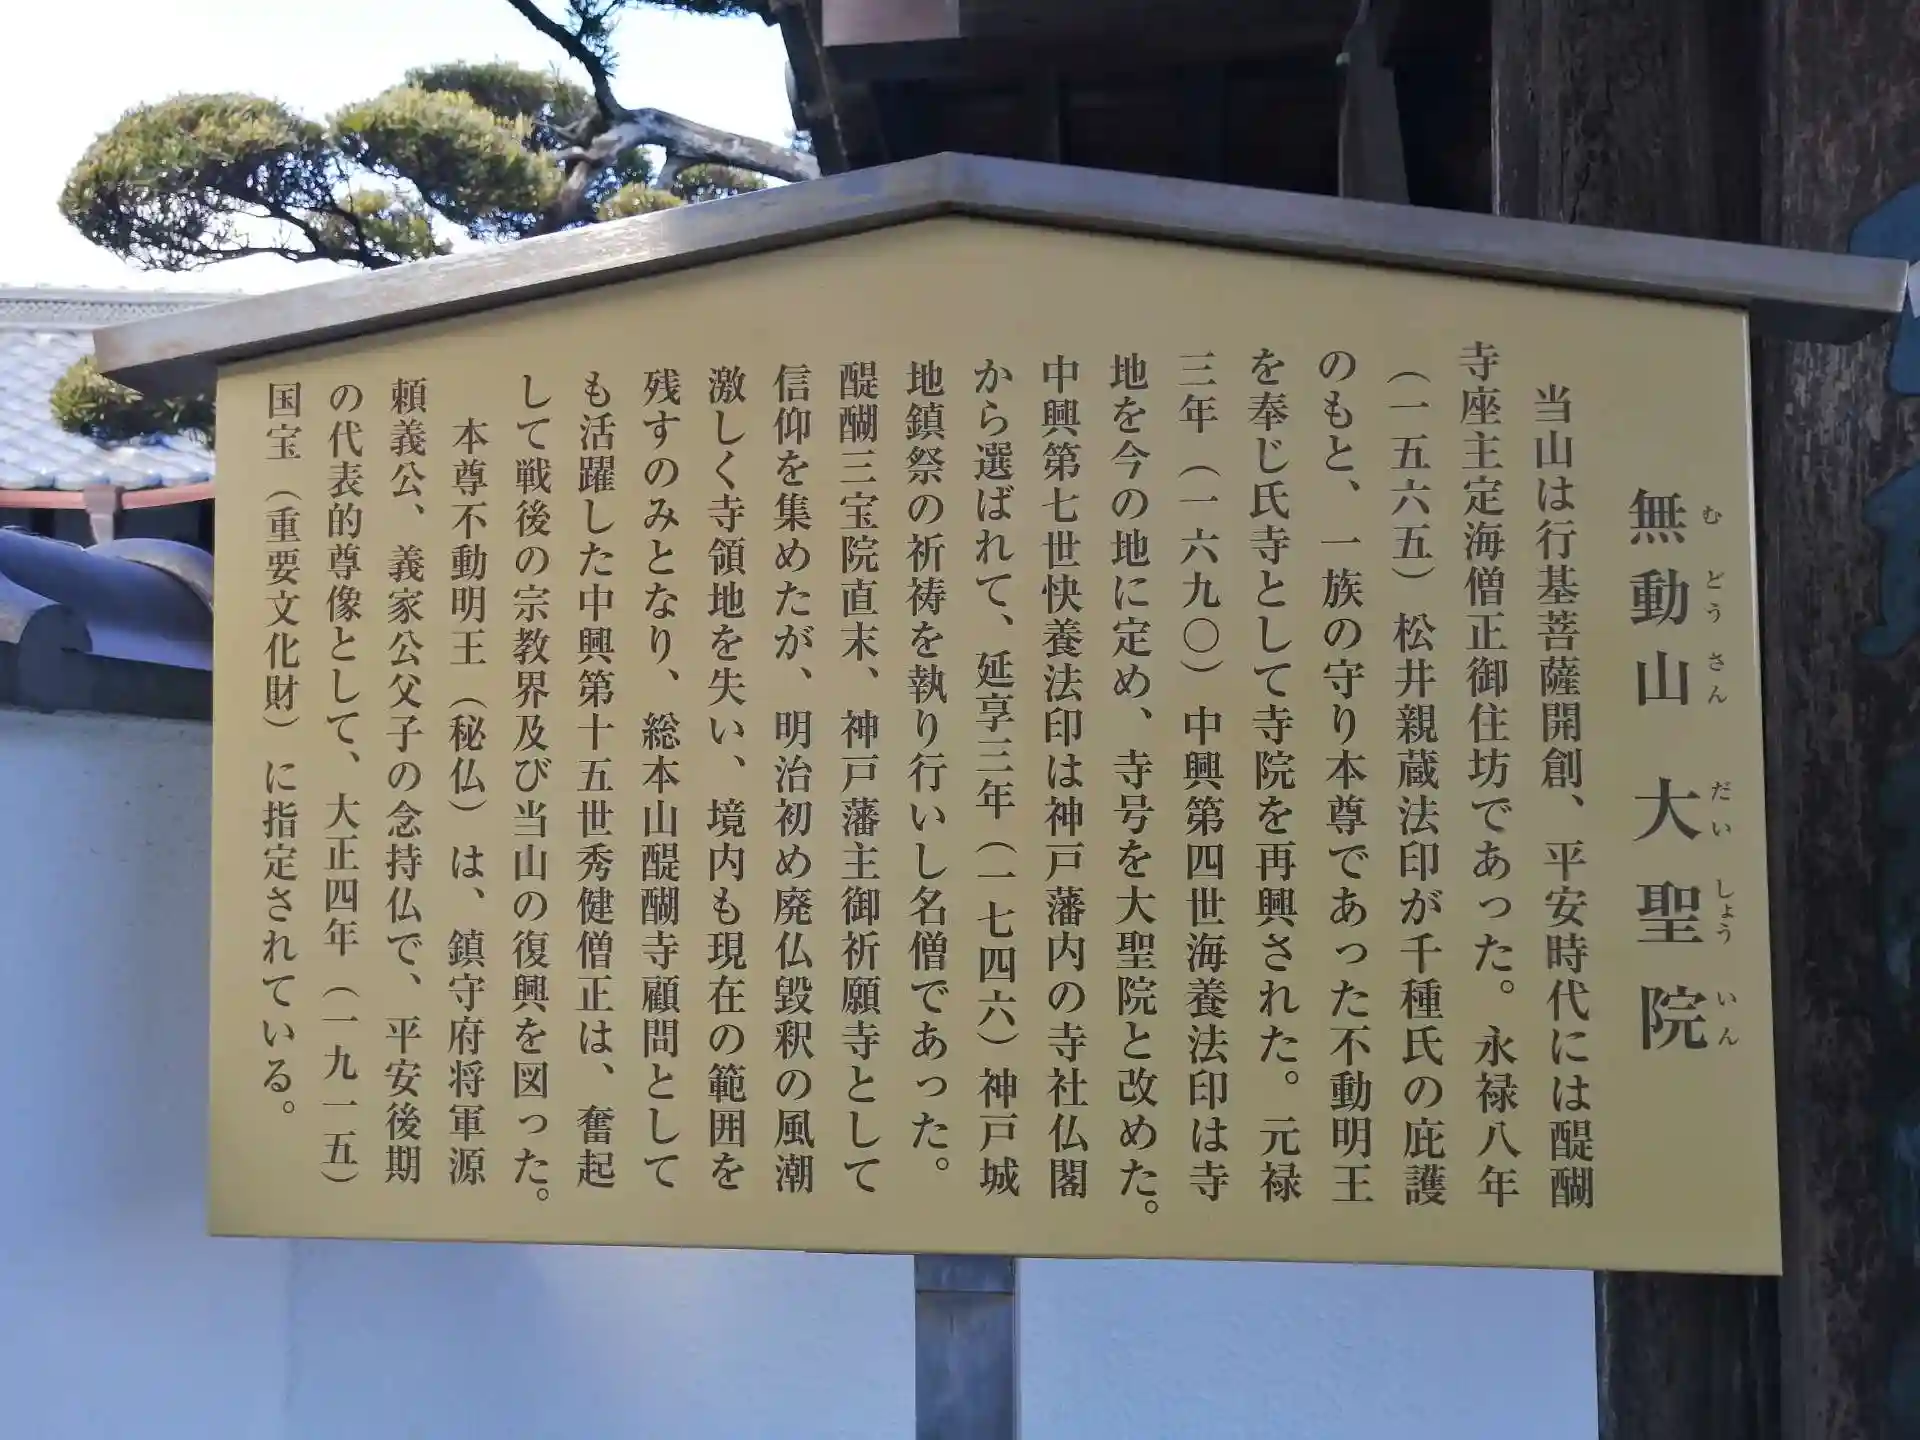 無動山 大聖院
むどうさん だいしょういん
当山は行基菩薩開創、平安時代には醍醐
寺座主定海僧正御住坊であった。永禄八年
（一五六五）松井親蔵法印が千種氏の庇護
のもと、一族の守り本尊であった不動明王
を奉じ氏寺として寺院を再興された。元禄
三年（一六九〇）中興第四世海養法印は寺
地を今の地に定め、寺号を大聖院と改めた。
中興第七世快養法印は神戸藩内の寺社仏閣
から選ばれて、延享三年（一七四六）神戸城
地鎮祭の祈祷を執り行いし名僧であった。
醍醐三宝院直末、神戸藩主御祈願寺として
信仰を集めたが、明治初め廃仏毀釈の風潮
激しく寺領地を失い、境内も現在の範囲を
残すのみとなり、総本山醍醐寺顧問として
も活躍した中興第十五世秀健僧正は、奮起
して戦後の宗教界及び当山の復興を図った。
本尊不動明王（秘仏）は、鎮守府将軍源
頼義公、義家公父子の念持仏で、平安後期
の代表的尊像として、大正四年（一九一五）
国宝（重要文化財）に指定されている。